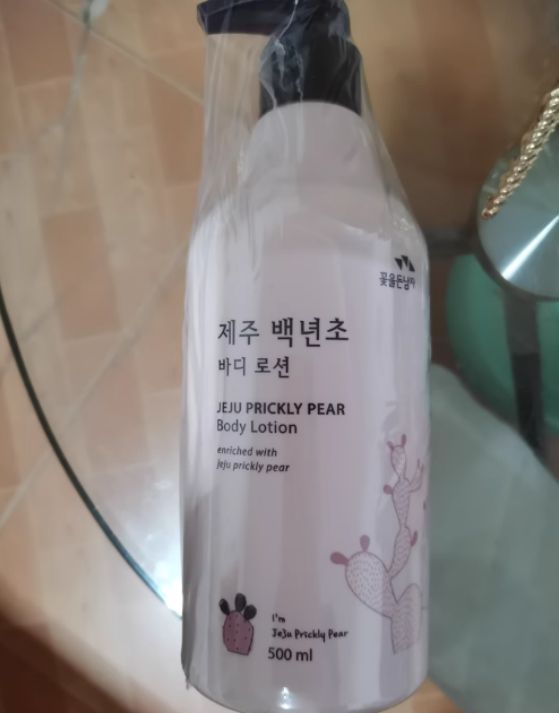 꽃을든남자
제주 백년초
바디 로션
JEJU PRICKLY PEAR
Body Lotion
enriched with
Jeju prickly pear
I'm
JeJu Prickly Pear
500 ml